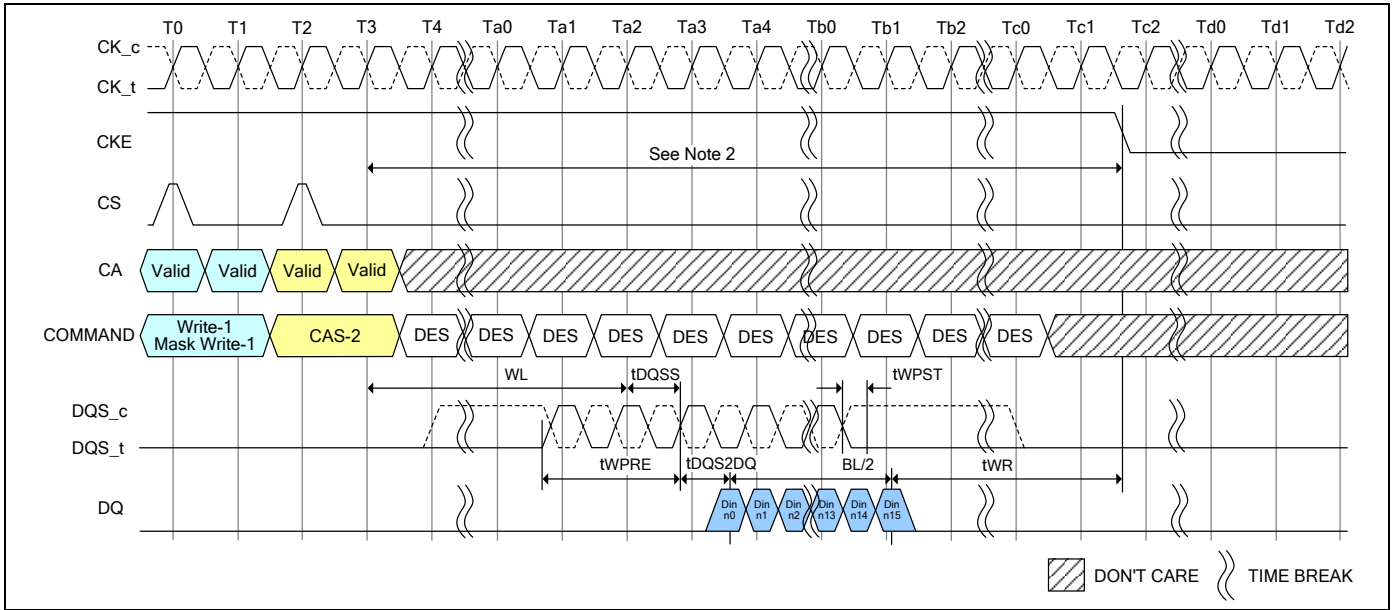 T0 T1 T2 T3 T4 Ta0 Ta1 Ta2 Ta3 Ta4 Tb0 Tb1 Tb2 Tc0 Tc1 Tc2 Td0 Td1 Td2
CK_c
CK_t
CKE
See Note 2
CS
CA Valid Valid Valid Valid
COMMAND Write-1 Mask Write-1 CAS-2 DES DES DES DES DES DES DES DES DES DES
WL tDQSS tWPST
DQS_c
DQS_t
tWPRE tDQS2DQ BL/2 tWR
DQ Din n0 Din n1 Din n2 Din n13 Din n14 Din n15
DON'T CARE TIME BREAK